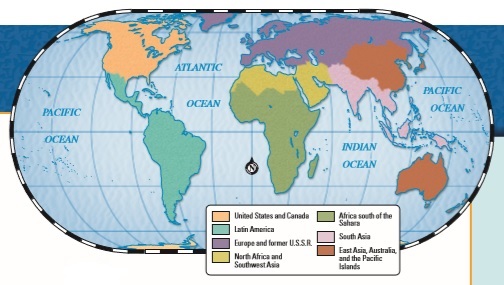 ATLANTIC
OCEAN
PACIFIC
OCEAN
PACIFIC
OCEAN
INDIAN
OCEAN
N
United States and Canada
Latin America
Europe and former U.S.S.R.
North Africa and
Southwest Asia
Africa south of the
Sahara
South Asia
East Asia, Australia,
and the Pacific
Islands